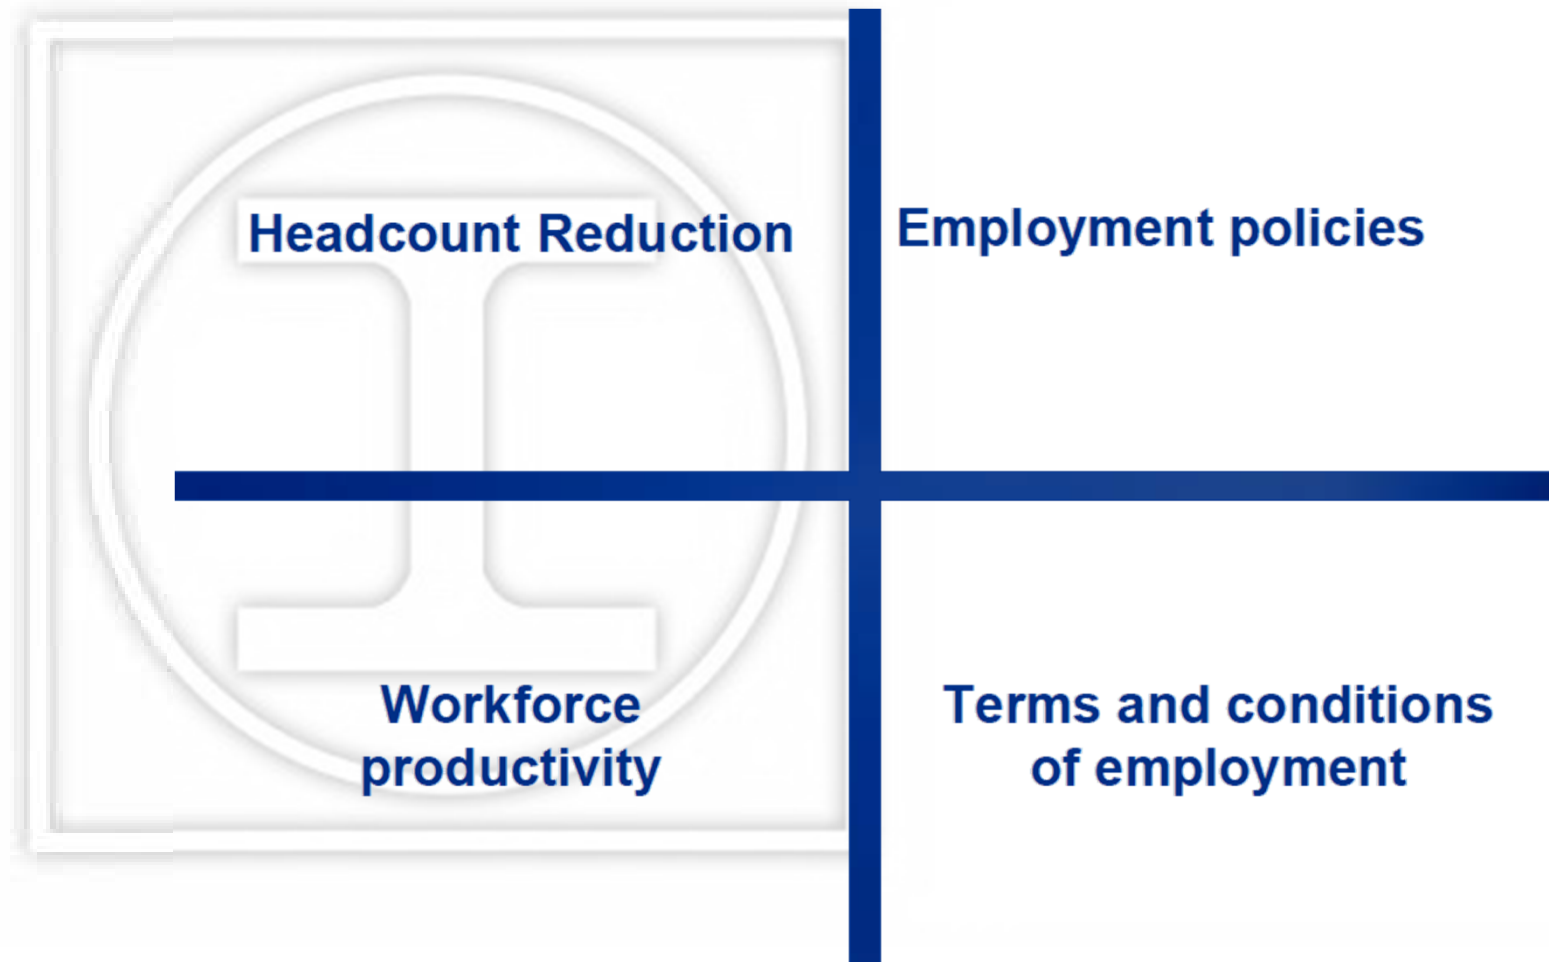 Headcount Reduction
Employment policies
Workforce
productivity
Terms and conditions
of employment